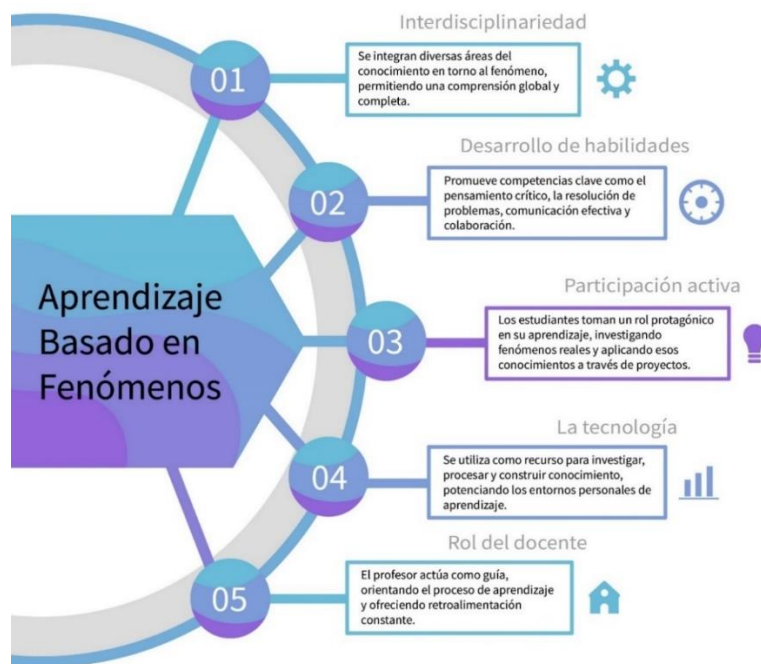 Aprendizaje
Basado en
Fenómenos
01
Interdisciplinariedad
Se integran diversas áreas del
conocimiento en torno al fenómeno,
permitiendo una comprensión global y
completa.
02
Desarrollo de habilidades
Promueve competencias clave como el
pensamiento crítico, la resolución de
problemas, comunicación efectiva y
colaboración.
03
Participación activa
Los estudiantes toman un rol protagónico
en su aprendizaje, investigando
fenómenos reales y aplicando esos
conocimientos a través de proyectos.
04
La tecnología
Se utiliza como recurso para investigar,
procesar y construir conocimiento,
potenciando los entornos personales de
aprendizaje.
05
Rol del docente
El profesor actúa como guía,
orientando el proceso de aprendizaje
y ofreciendo retroalimentación
constante.